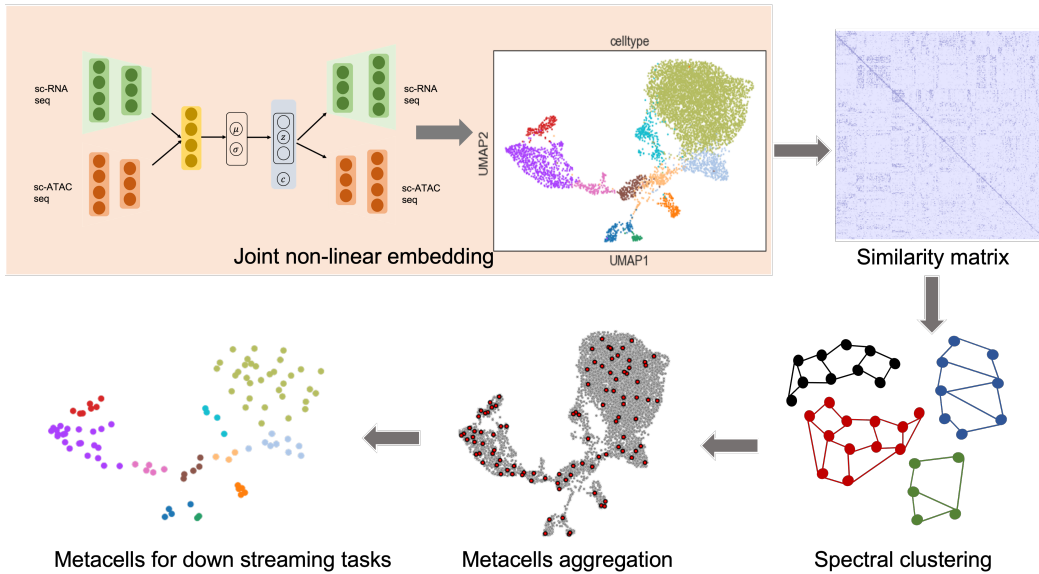 celltype
sc-RNA
seq
sc-RNA
seq
μ
σ
z
c
sc-ATAC
seq
sc-ATAC
seq
UMAP2
UMAP1
Joint non-linear embedding
Similarity matrix
Metacells for down streaming tasks
Metacells aggregation
Spectral clustering